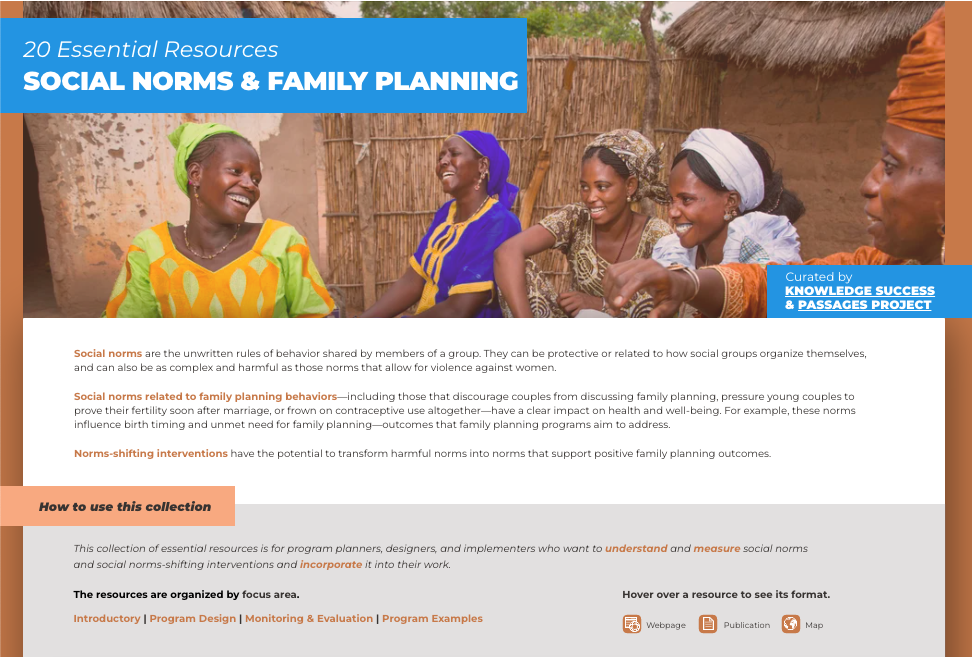 20 Essential Resources
SOCIAL NORMS & FAMILY PLANNING
Curated by
KNOWLEDGE SUCCESS
& PASSAGES PROJECT
Social norms are the unwritten rules of behavior shared by members of a group. They can be protective or related to how social groups organize themselves,
and can also be as complex and harmful as those norms that allow for violence against women.
Social norms related to family planning behaviors—including those that discourage couples from discussing family planning, pressure young couples to
prove their fertility soon after marriage, or frown on contraceptive use altogether—have a clear impact on health and well-being. For example, these norms
influence birth timing and unmet need for family planning—outcomes that family planning programs aim to address.
Norms-shifting interventions have the potential to transform harmful norms into norms that support positive family planning outcomes.
How to use this collection
This collection of essential resources is for program planners, designers, and implementers who want to understand and measure social norms
and social norms-shifting interventions and incorporate it into their work.
The resources are organized by focus area.
Introductory | Program Design | Monitoring & Evaluation | Program Examples
Hover over a resource to see its format.
Webpage Publication Map